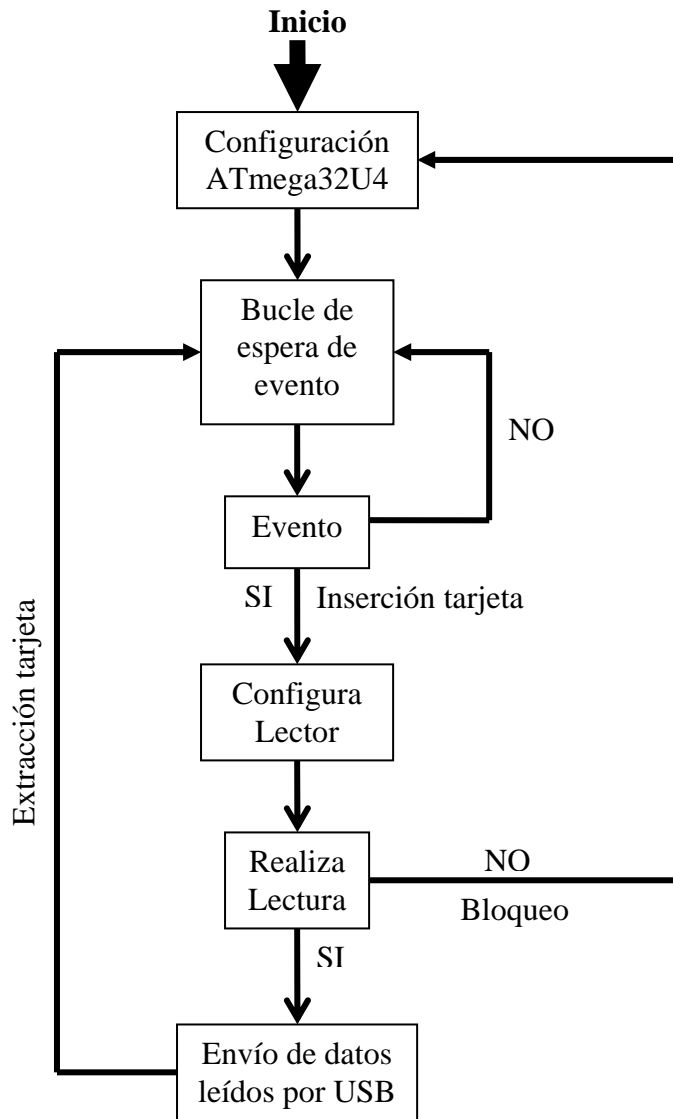 Inicio
Configuración
ATmega32U4
Bucle de
espera de
evento
NO
Evento
SI Inserción tarjeta
Extracción tarjeta
Configura
Lector
Realiza
Lectura
NO
Bloqueo
SI
Envío de datos
leídos por USB